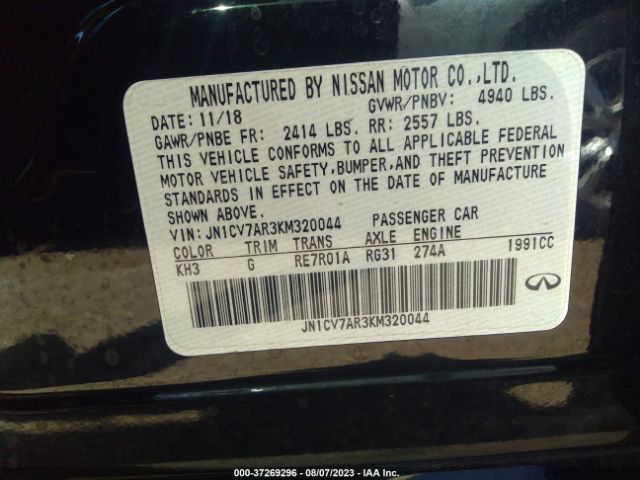 MANUFACTURED BY NISSAN MOTOR CO.,LTD.
DATE: 11/18 GVWR/PNBV: 4940 LBS.
GAWR/PNBE FR: 2414 LBS. RR: 2557 LBS.
THIS VEHICLE CONFORMS TO ALL APPLICABLE FEDERAL
MOTOR VEHICLE SAFETY,BUMPER,AND THEFT PREVENTION
STANDARDS IN EFFECT ON THE DATE OF MANUFACTURE
SHOWN ABOVE.
VIN: JN1CV7AR3KM320044 PASSENGER CAR
COLOR TRIM TRANS AXLE ENGINE
KH3 G RE7R01A RG31 274A 1991CC
JN1CV7AR3KM320044
000-37269296 - 08/07/2023 - IAA Inc.